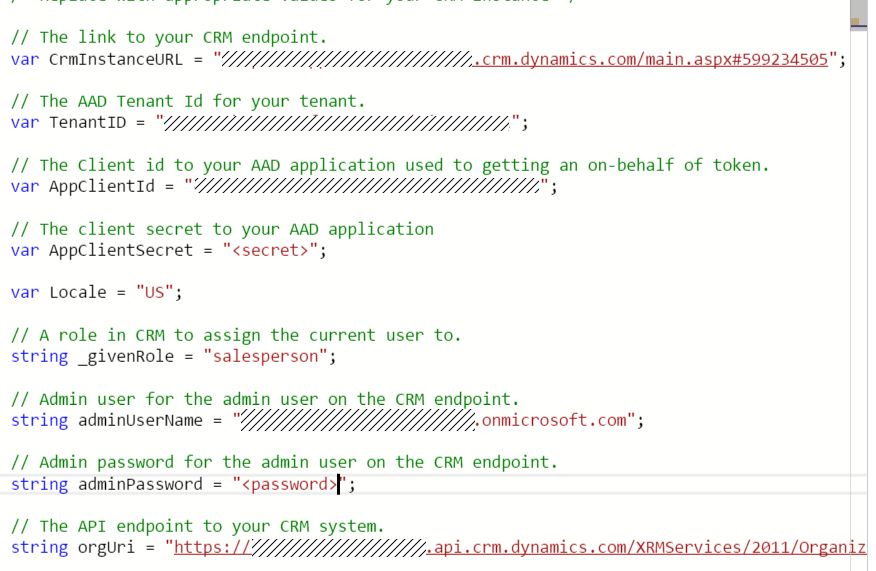 // The link to your CRM endpoint.
var CrmInstanceURL = ".crm.dynamics.com/main.aspx#599234505";
// The AAD Tenant Id for your tenant.
var TenantID = "";
// The Client id to your AAD application used to getting an on-behalf of token.
var AppClientId = "";
// The client secret to your AAD application
var AppClientSecret = "<secret>";
var Locale = "US";
// A role in CRM to assign the current user to.
string _givenRole = "salesperson";
// Admin user for the admin user on the CRM endpoint.
string adminUserName = ".onmicrosoft.com";
// Admin password for the admin user on the CRM endpoint.
string adminPassword = "<password>";
// The API endpoint to your CRM system.
string orgUri = "https://.api.crm.dynamics.com/XRMServices/2011/Organiz